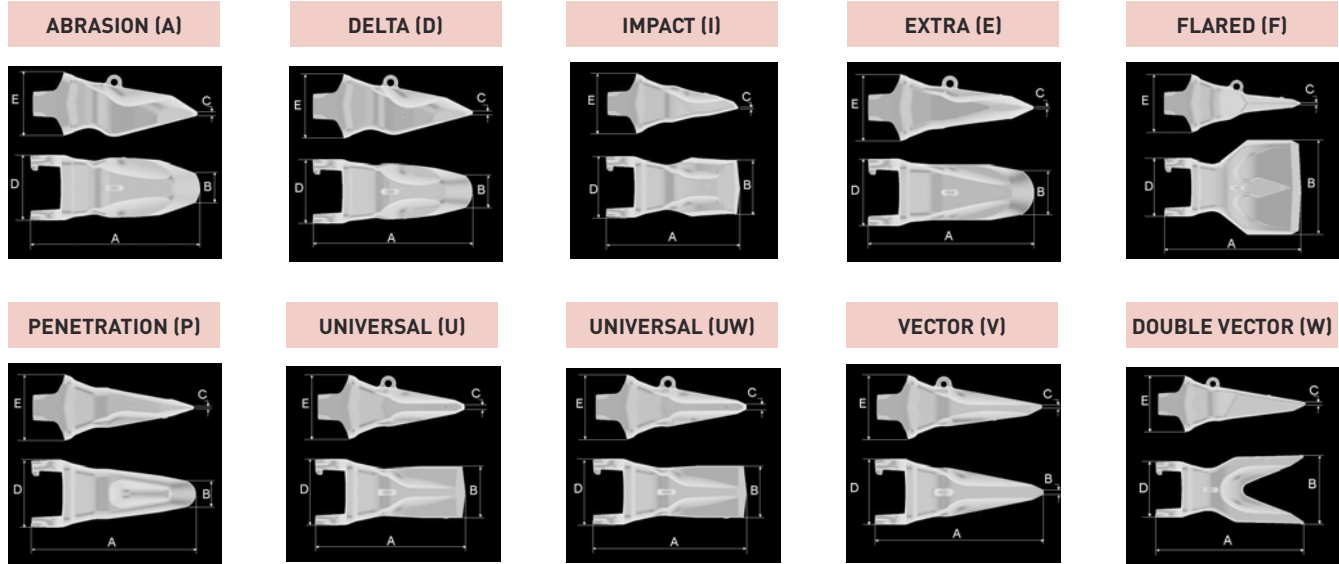 ABRASION (A)
DELTA (D)
IMPACT (I)
EXTRA (E)
FLARED (F)
E
C
D
B
A
E
C
D
B
A
E
C
D
B
A
E
C
D
B
A
E
C
D
B
A
PENETRATION (P)
UNIVERSAL (U)
UNIVERSAL (UW)
VECTOR (V)
DOUBLE VECTOR (W)
E
C
D
B
A
E
C
D
B
A
E
C
D
B
A
E
C
D
B
A
E
C
D
B
A